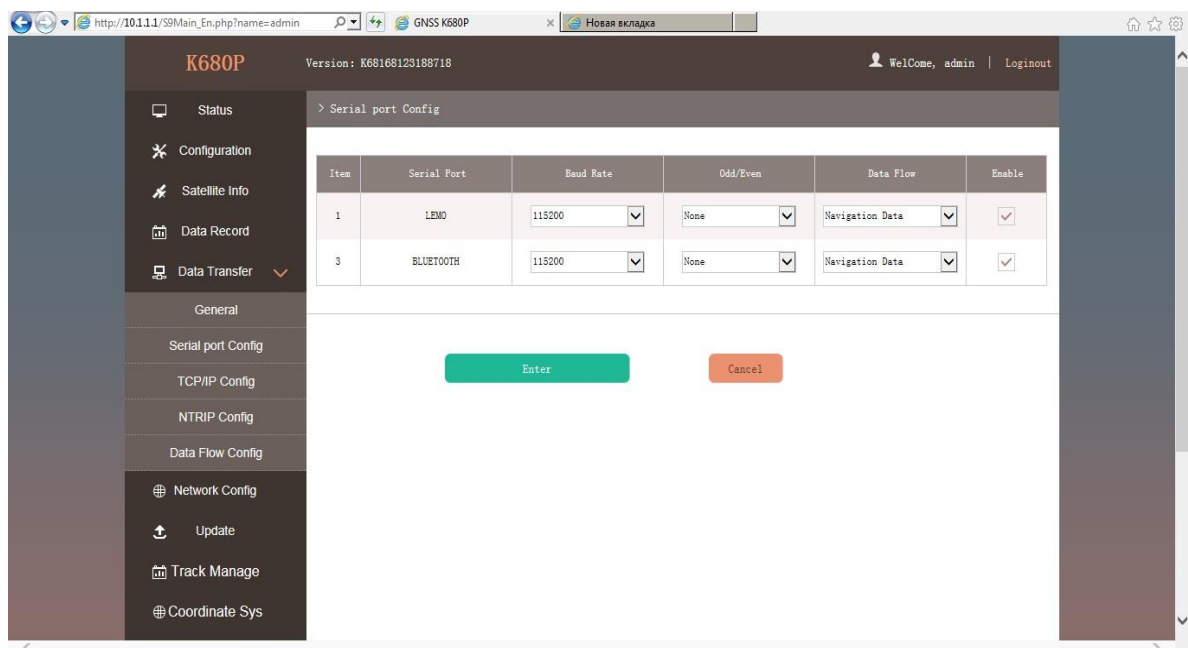 http://10.1.1.1/S9Main_En.php?name=admin GNSS K680P Новая вкладка
K680P Version: K68168123188718 WelCome, admin | Loginout
Status
Configuration
Satellite Info
Data Record
Data Transfer
General
Serial port Config
TCP/IP Config
NTRIP Config
Data Flow Config
Network Config
Update
Track Manage
Coordinate Sys
> Serial port Config
Item Serial Port Baud Rate Odd/Even Data Flow Enable
1 LEMO 115200 None Navigation Data
3 BLUETOOTH 115200 None Navigation Data
Enter Cancel